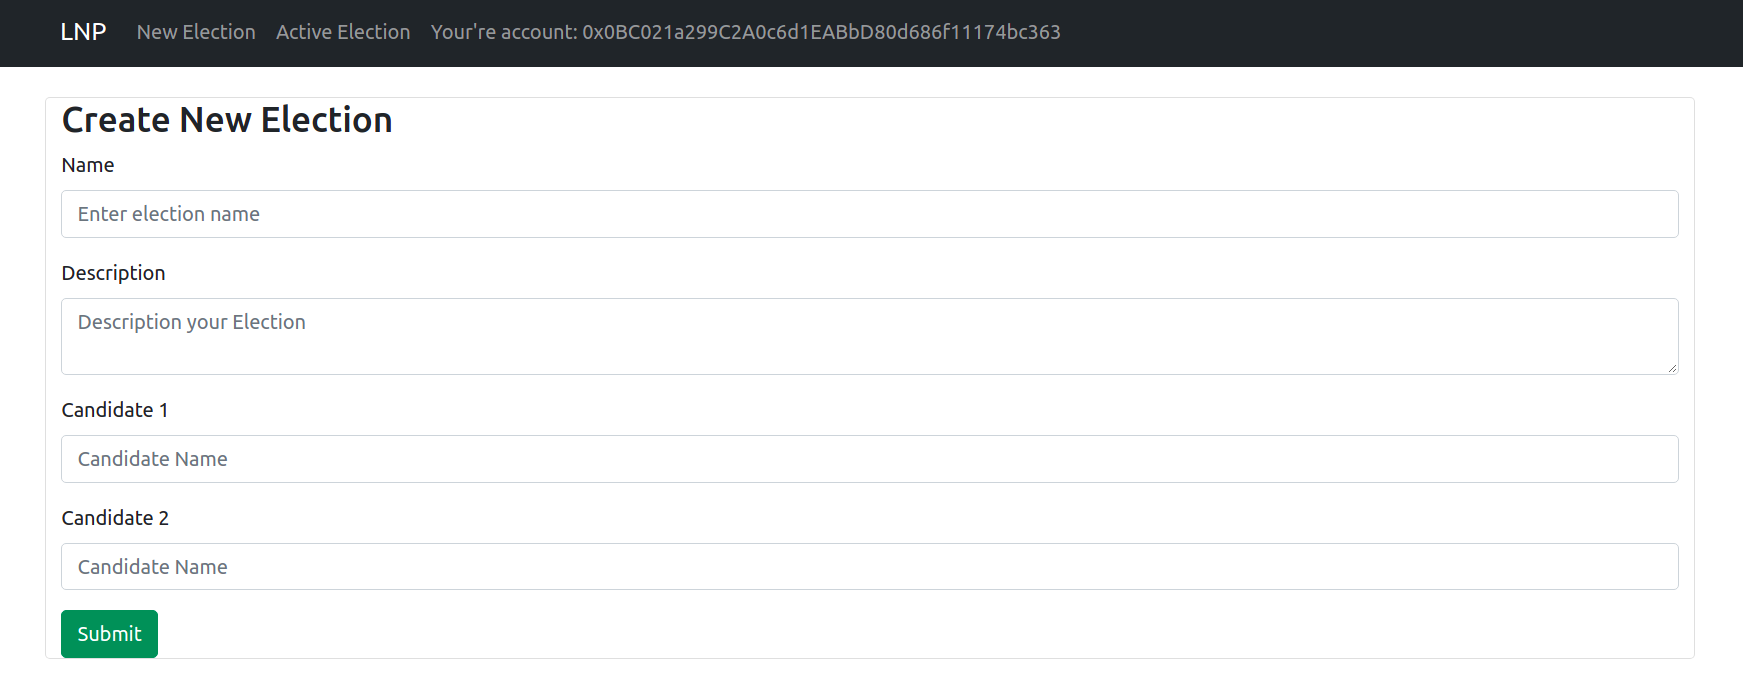 LNP New Election Active Election Your're account: 0x0BC021a299C2A0c6d1EABbD80d686f11174bc363
Create New Election
Name
Enter election name
Description
Description your Election
Candidate 1
Candidate Name
Candidate 2
Candidate Name
Submit